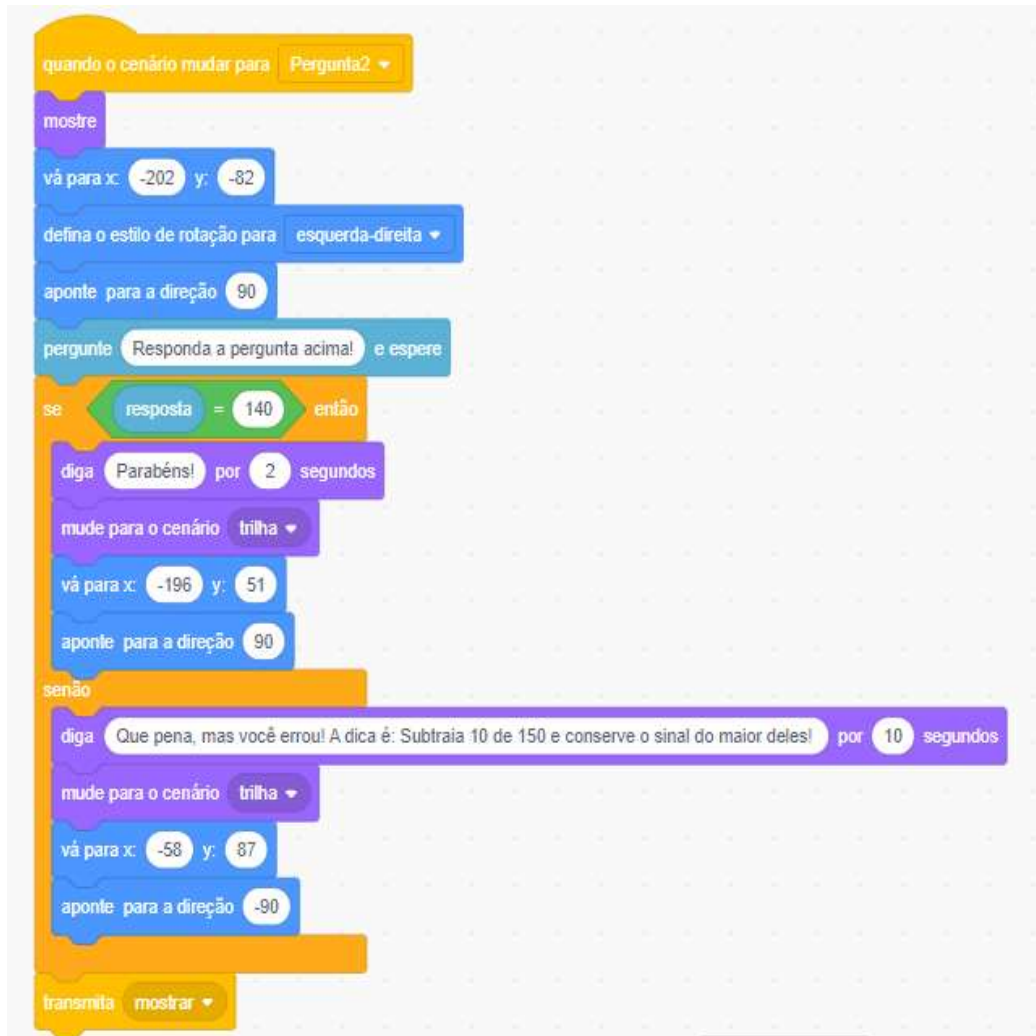 quando o cenário mudar para Pergunta2
mostre
vá para x: -202 y: -82
defina o estilo de rotação para esquerda-direita
aponte para a direção 90
pergunte Responda a pergunta acima! e espere
se resposta = 140 então
diga Parabéns! por 2 segundos
mude para o cenário trilha
vá para x: -196 y: 51
aponte para a direção 90
senão
diga Que pena, mas você errou! A dica é: Subtraia 10 de 150 e conserve o sinal do maior deles! por 10 segundos
mude para o cenário trilha
vá para x: -58 y: 87
aponte para a direção -90
transmita mostrar